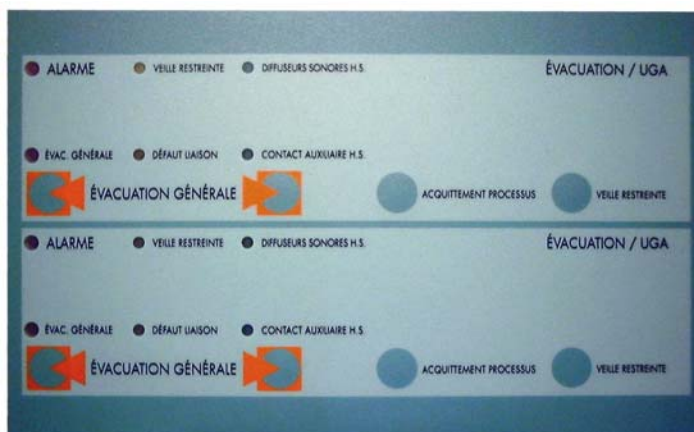 ALARME VEILLE RESTREINTE DIFFUSEURS SONORES H.S. ÉVACUATION / UGA
ÉVAC. GÉNÉRALE DÉFAUT LIAISON CONTACT AUXILIAIRE H.S.
ÉVACUATION GÉNÉRALE ACQUITTEMENT PROCESSUS VEILLE RESTREINTE
ALARME VEILLE RESTREINTE DIFFUSEURS SONORES H.S. ÉVACUATION / UGA
ÉVAC. GÉNÉRALE DÉFAUT LIAISON CONTACT AUXILIAIRE H.S.
ÉVACUATION GÉNÉRALE ACQUITTEMENT PROCESSUS VEILLE RESTREINTE